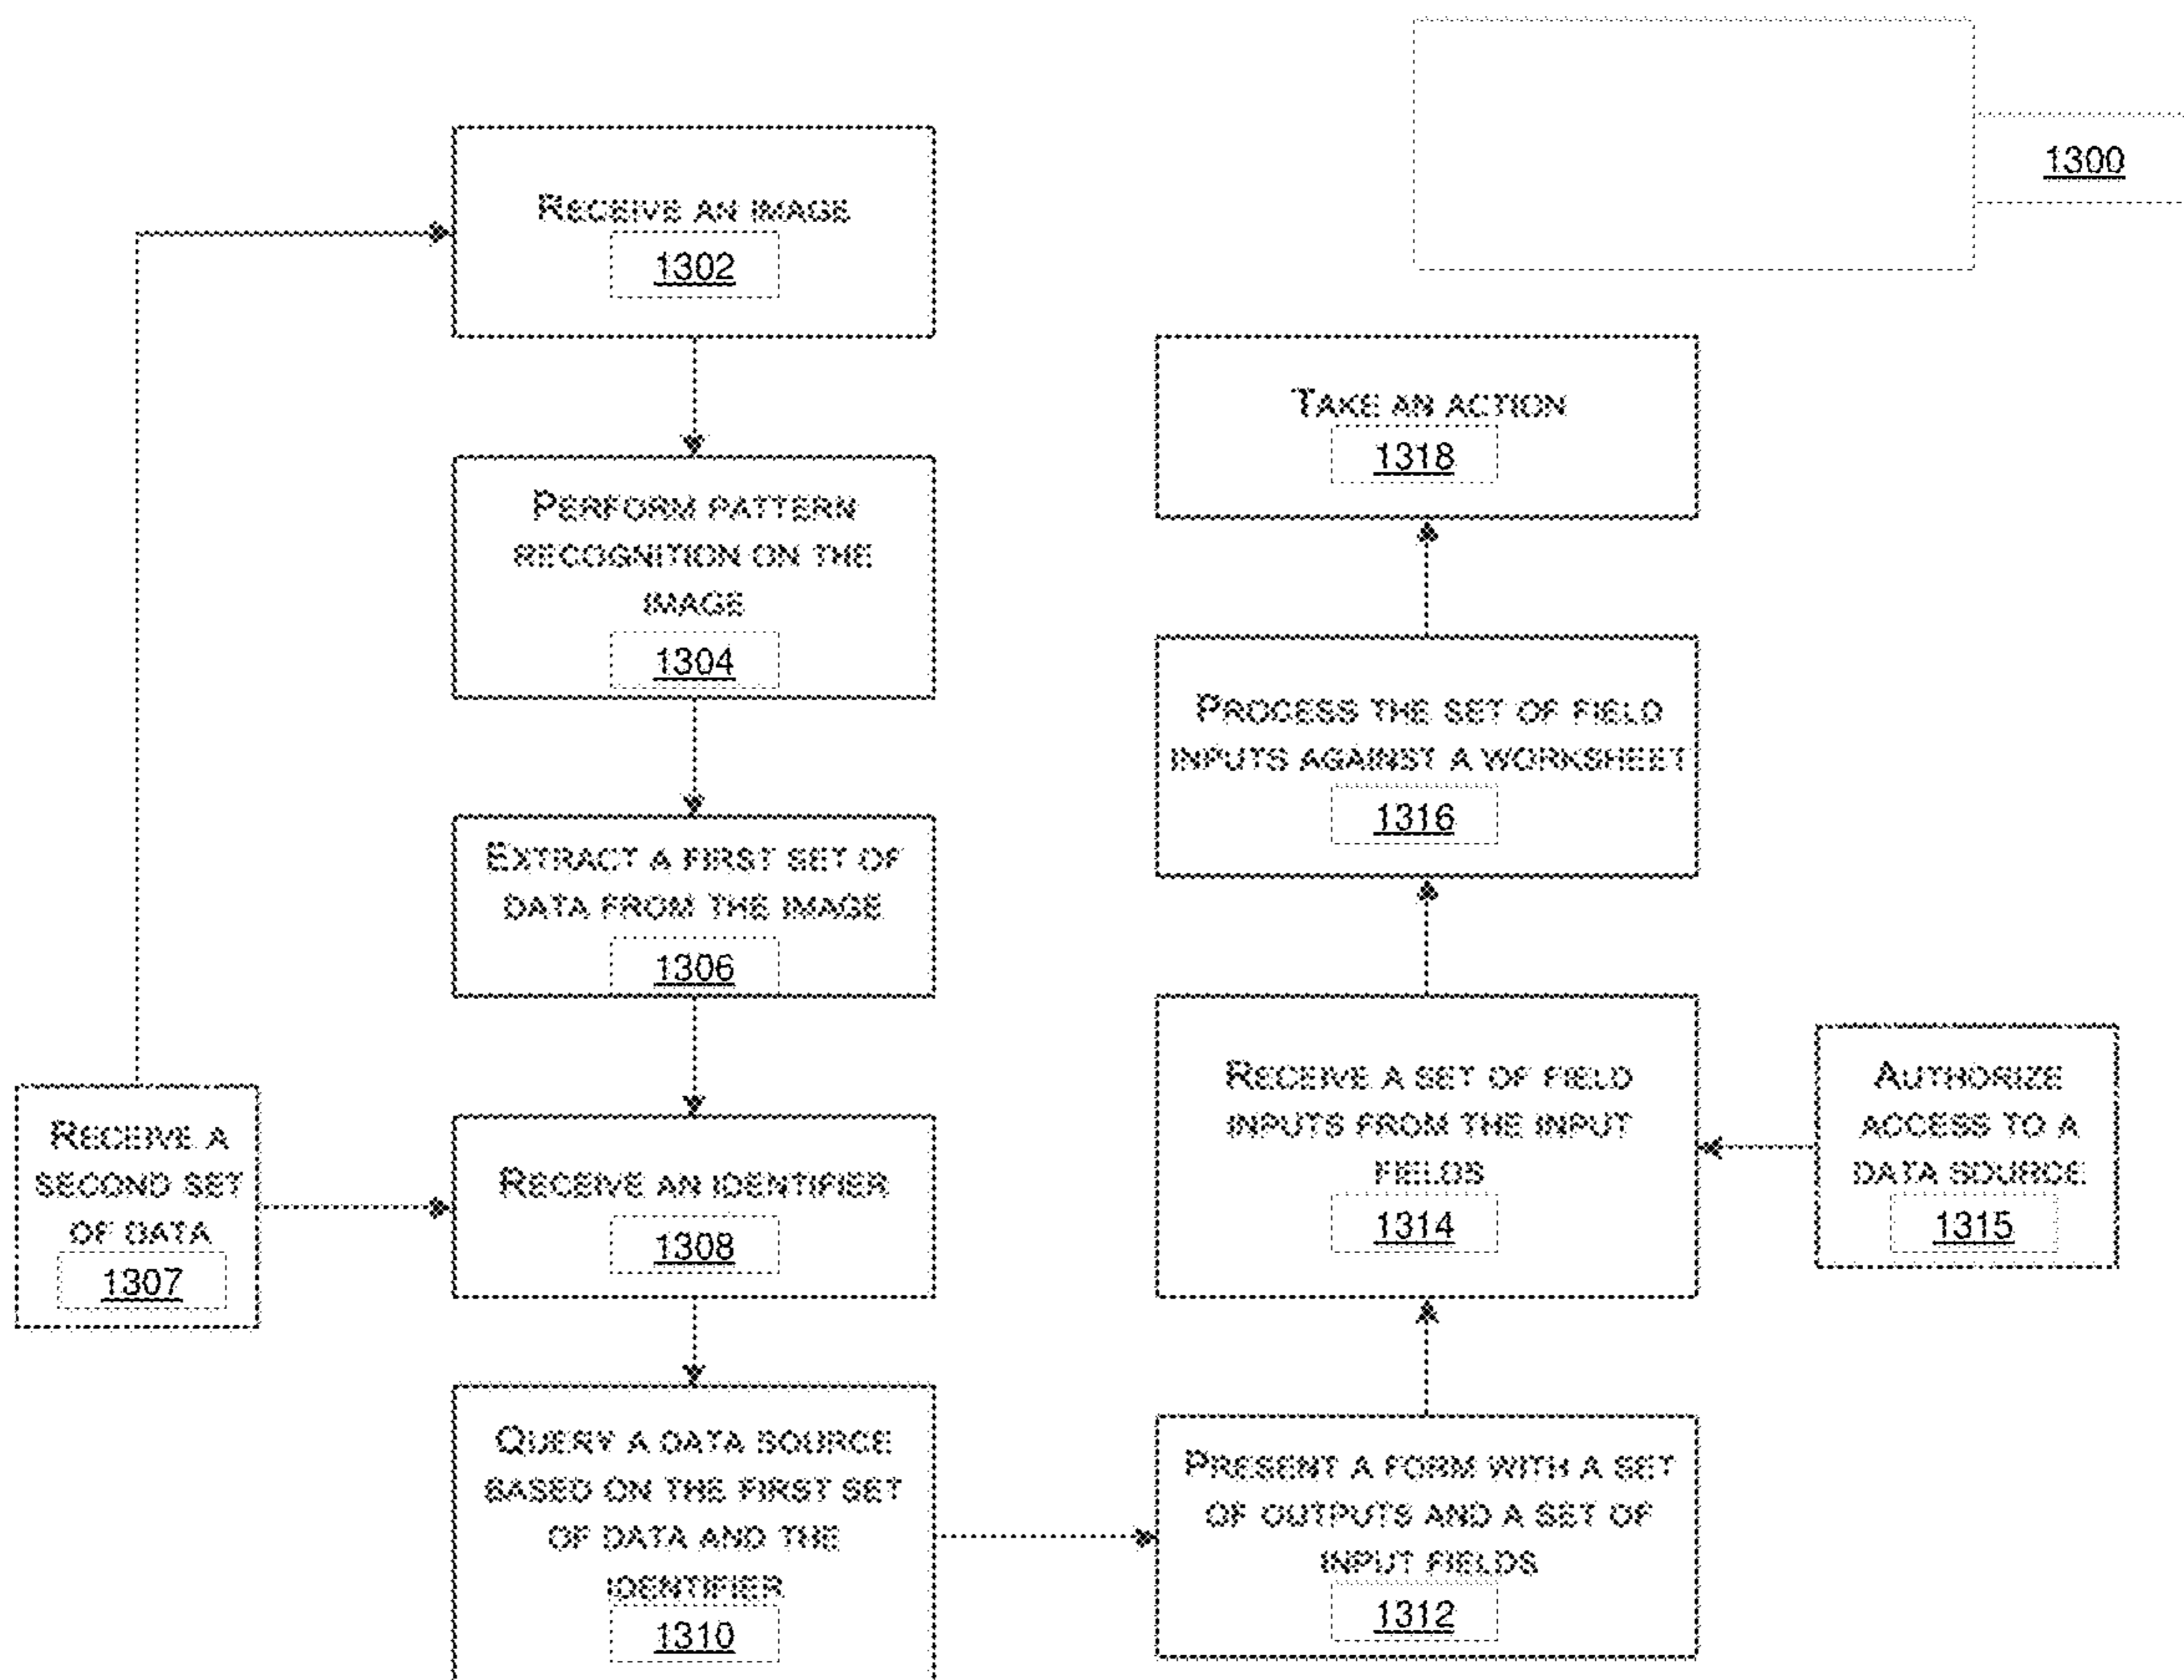 1300
RECEIVE AN IMAGE
1302
PERFORM PATTERN
RECOGNITION ON THE
IMAGE
1304
EXTRACT A FIRST SET OF
DATA FROM THE IMAGE
1306
RECEIVE A
SECOND SET
OF DATA
1307
RECEIVE AN IDENTIFIER
1308
QUERY A DATA SOURCE
BASED ON THE FIRST SET
OF DATA AND THE
IDENTIFIER
1310
PRESENT A FORM WITH A SET
OF OUTPUTS AND A SET OF
INPUT FIELDS
1312
RECEIVE A SET OF FIELD
INPUTS FROM THE INPUT
FIELDS
1314
AUTHORIZE
ACCESS TO A
DATA SOURCE
1315
PROCESS THE SET OF FIELD
INPUTS AGAINST A WORKSHEET
1316
TAKE AN ACTION
1318